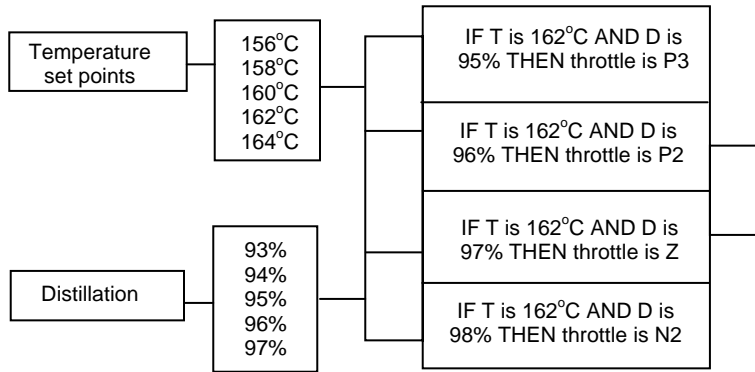 Temperature
set points
156°C
158°C
160°C
162°C
164°C
IF T is 162°C AND D is
95% THEN throttle is P3
IF T is 162°C AND D is
96% THEN throttle is P2
Distillation
93%
94%
95%
96%
97%
IF T is 162°C AND D is
97% THEN throttle is Z
IF T is 162°C AND D is
98% THEN throttle is N2